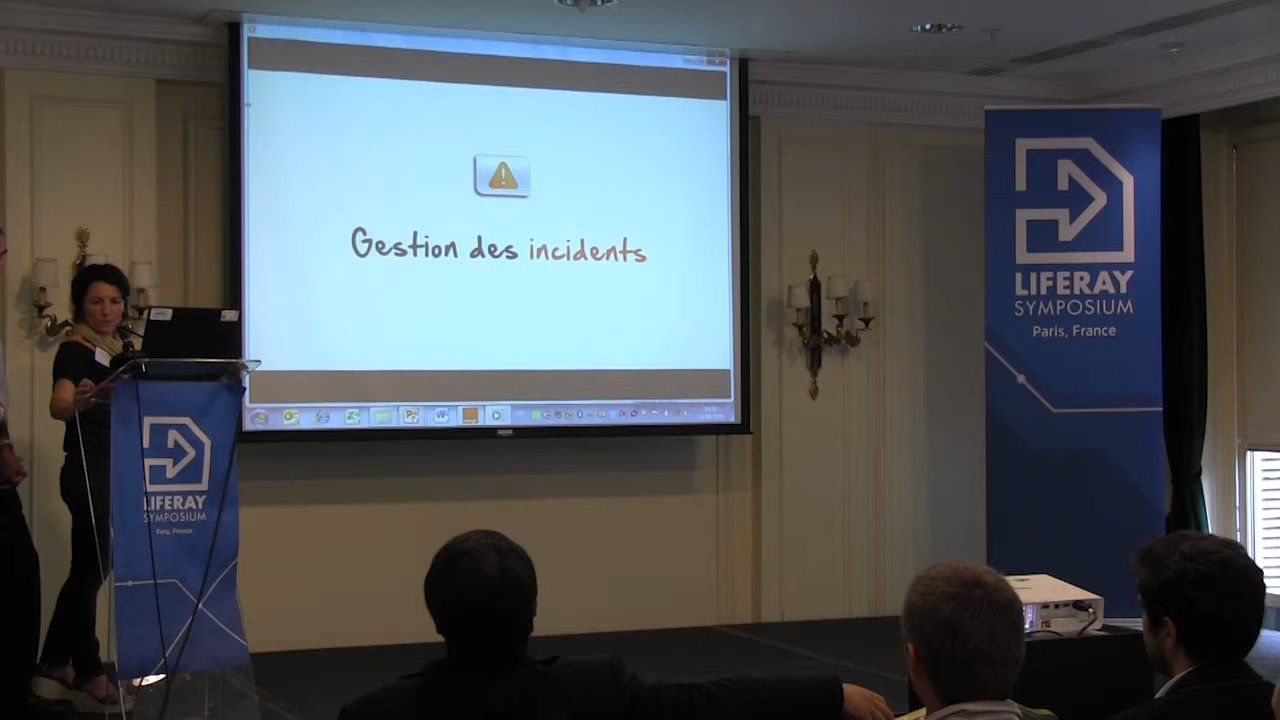 Gestion des incidents
LIFERAY
SYMPOSIUM
Paris, France
LIFERAY
SYMPOSIUM
Paris, France